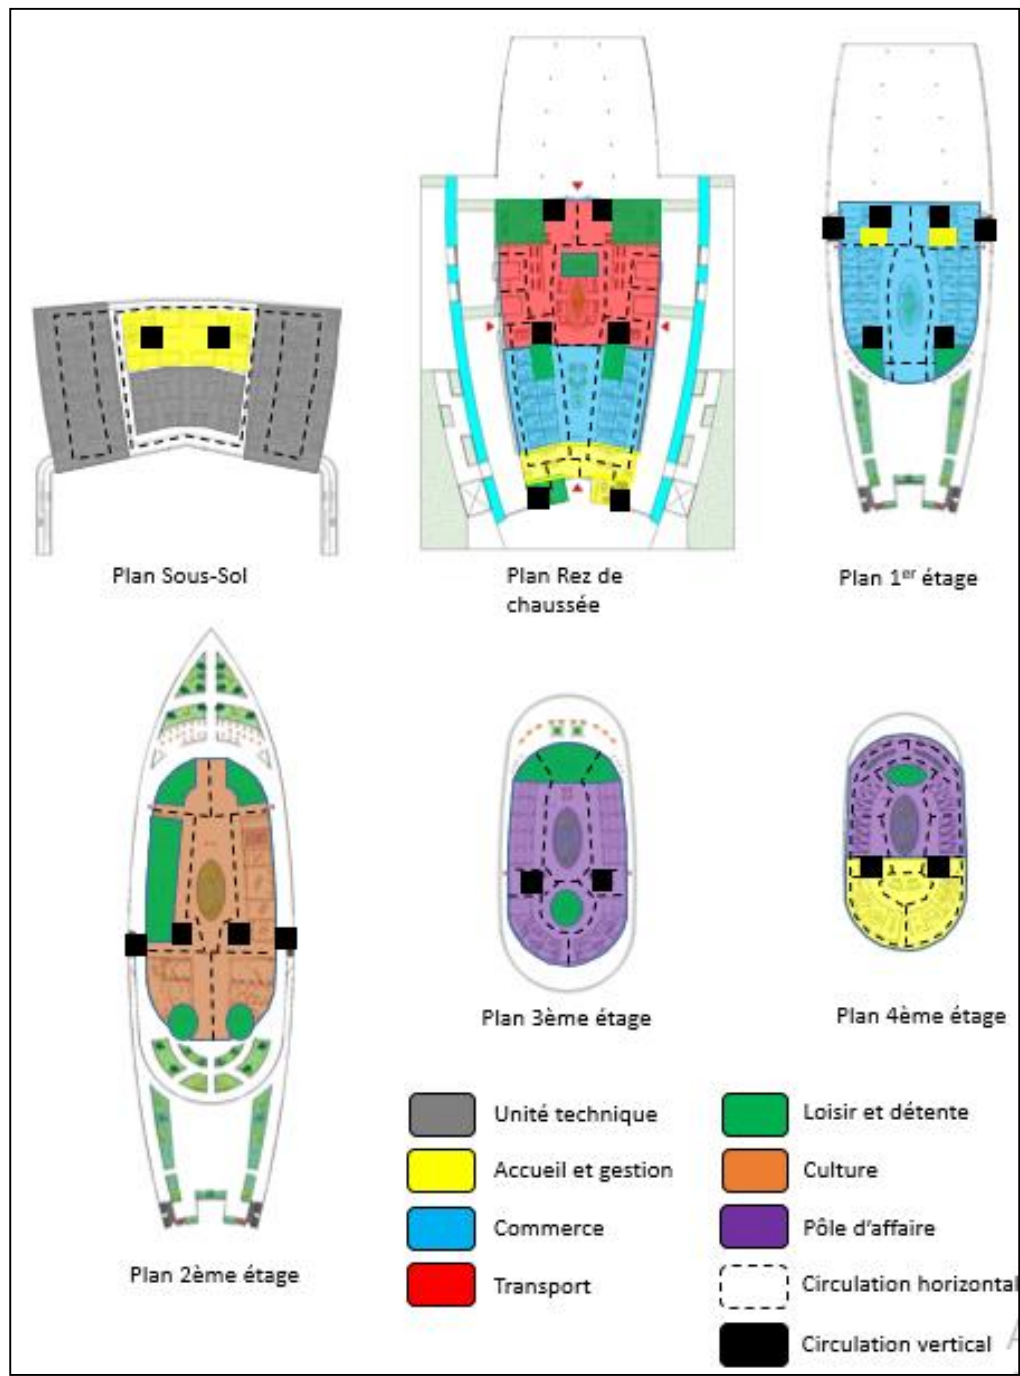 Plan Sous-Sol
Plan Rez de
chaussée
Plan 1er étage
Plan 2ème étage
Plan 3ème étage
Plan 4ème étage
Unité technique
Accueil et gestion
Commerce
Transport
Loisir et détente
Culture
Pôle d'affaire
Circulation horizontal
Circulation vertical